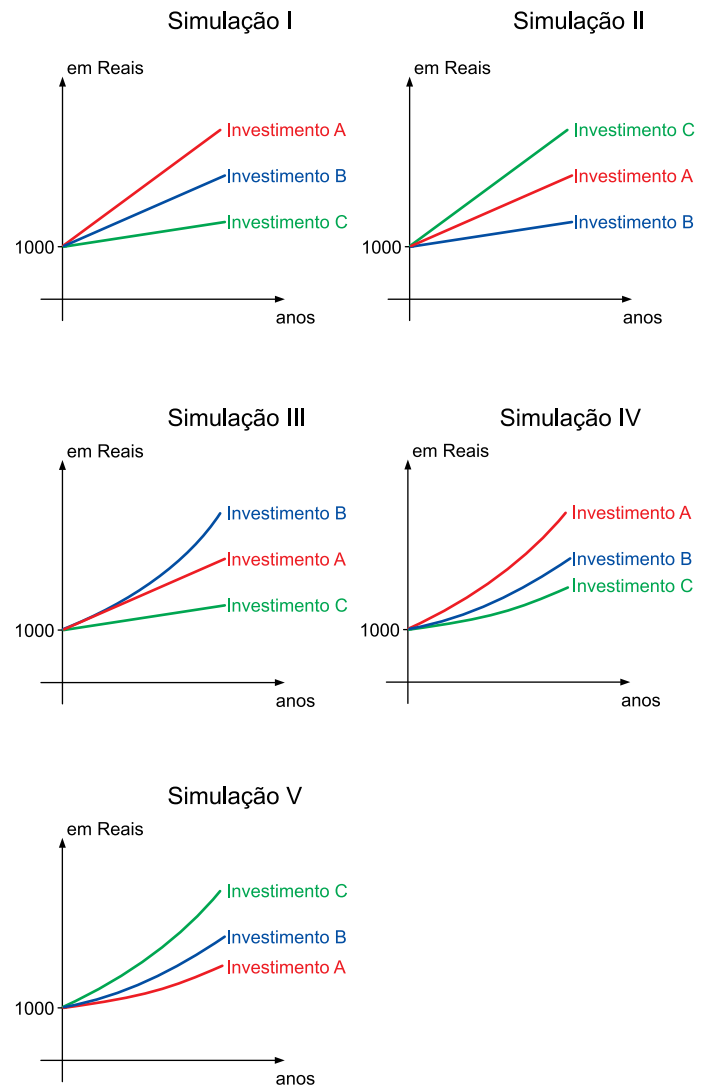 Simulação I
em Reais
Investimento A
Investimento B
Investimento C
1000
anos
Simulação II
em Reais
Investimento C
Investimento A
Investimento B
1000
anos
Simulação III
em Reais
Investimento B
Investimento A
Investimento C
1000
anos
Simulação IV
em Reais
Investimento A
Investimento B
Investimento C
1000
anos
Simulação V
em Reais
Investimento C
Investimento B
Investimento A
1000
anos